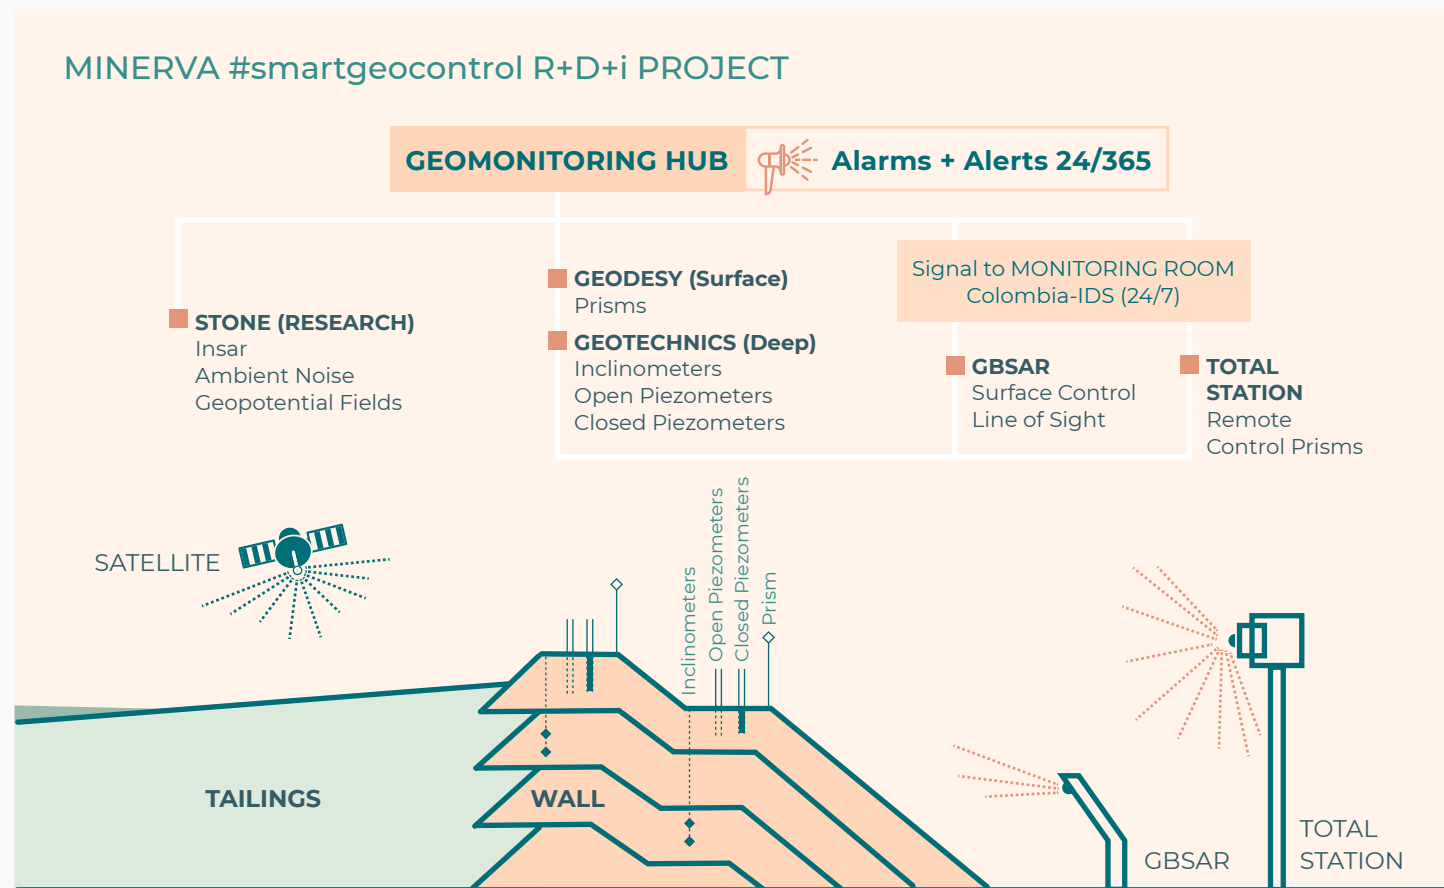 MINERVA #smartgeocontrol R+D+i PROJECT
GEOMONITORING HUB
Alarms + Alerts 24/365
STONE (RESEARCH)
Insar
Ambient Noise
Geopotential Fields
GEODESY (Surface)
Prisms
GEOTECHNICS (Deep)
Inclinometers
Open Piezometers
Closed Piezometers
Signal to MONITORING ROOM
Colombia-IDS (24/7)
GBSAR
Surface Control
Line of Sight
TOTAL
STATION
Remote
Control Prisms
SATELLITE
Inclinometers
Open Piezometers
Closed Piezometers
Prism
TAILINGS
WALL
GBSAR
TOTAL
STATION